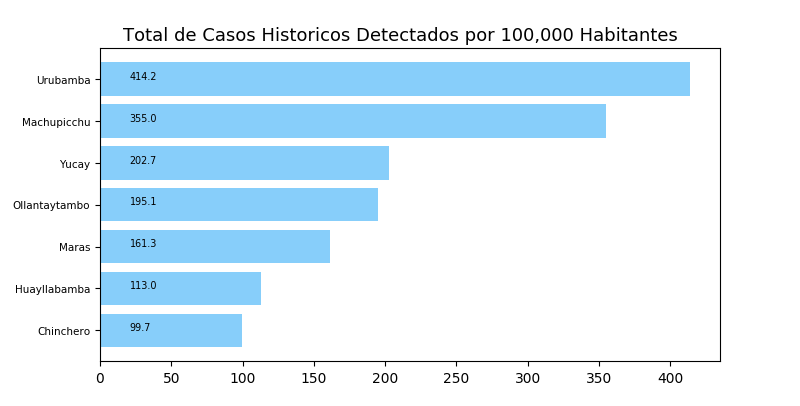 Total de Casos Historicos Detectados por 100,000 Habitantes
Urubamba 414.2
Machupicchu 355.0
Yucay 202.7
Ollantaytambo 195.1
Maras 161.3
Huayllabamba 113.0
Chinchero 99.7
0 50 100 150 200 250 300 350 400